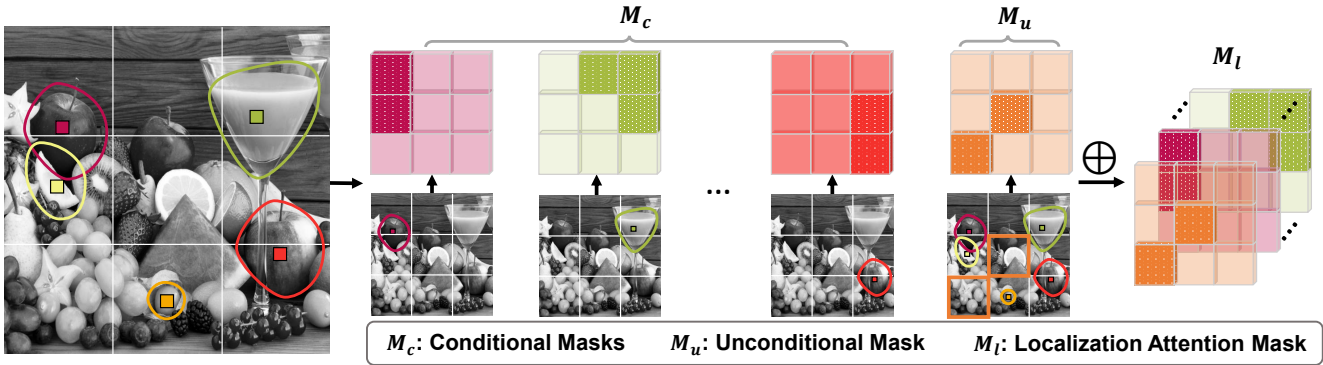 M_c
M_u
M_l
...
M_c: Conditional Masks M_u: Unconditional Mask M_l: Localization Attention Mask